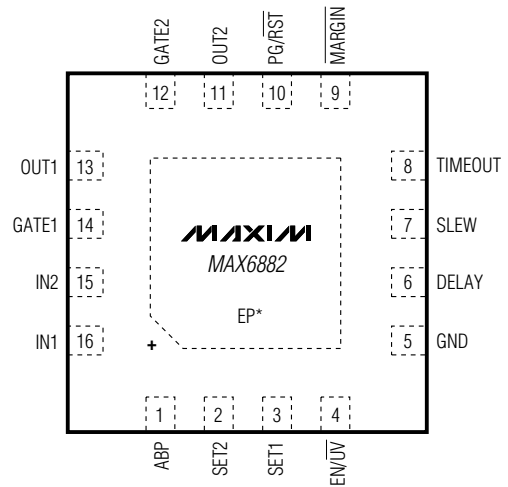 GATE2
OUT2
PG/RST
MARGIN
12 11 10 9
OUT1 13
8 TIMEOUT
GATE1 14
7 SLEW
MAXIM
MAX6882
IN2 15
6 DELAY
EP*
IN1 16
+
5 GND
1 2 3 4
ABP
SET2
SET1
EN/UV